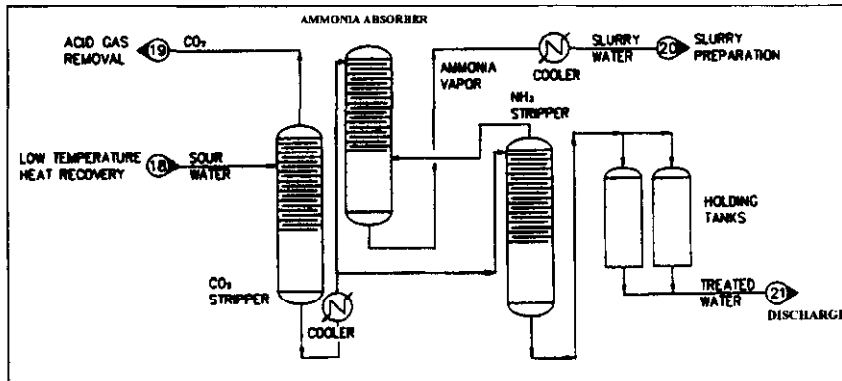 AMMONIA ABSORBER
ACID GAS
REMOVAL
19
CO₂
AMMONIA
VAPOR
COOLER
SLURRY
WATER
20
SLURRY
PREPARATION
NH₃
STRIPPER
LOW TEMPERATURE
HEAT RECOVERY
18
SOUR
WATER
HOLDING
TANKS
CO₂
STRIPPER
COOLER
TREATED
WATER
21
DISCHARGE